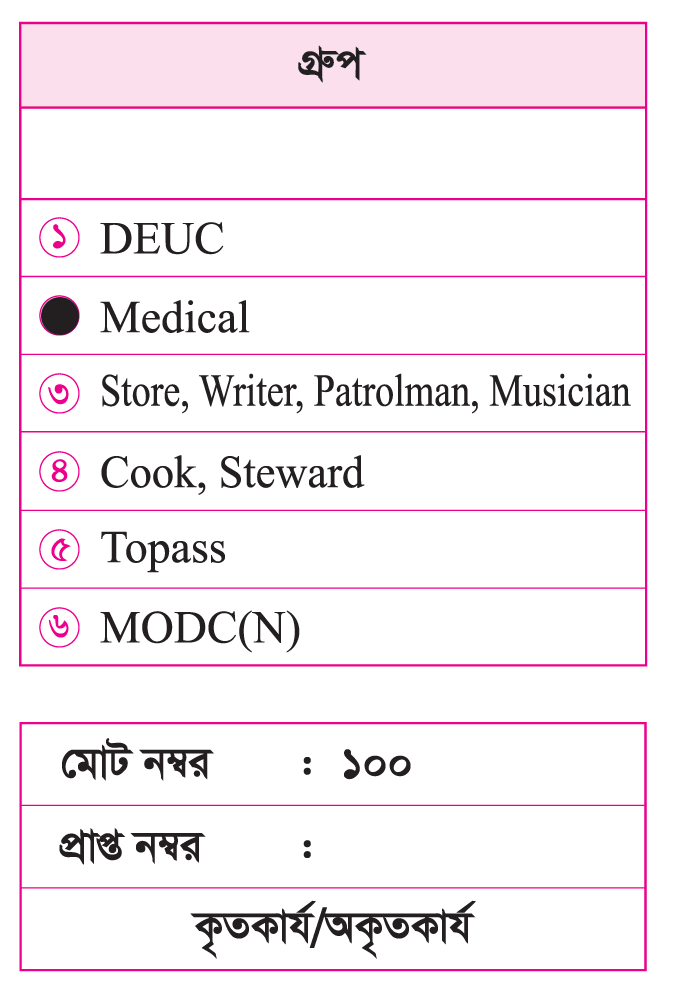 গ্রুপ
১ DEUC
Medical
৩ Store, Writer, Patrolman, Musician
৪ Cook, Steward
৫ Topass
৬ MODC(N)
মোট নম্বর : ১০০
প্রাপ্ত নম্বর :
কৃতকার্য/অকৃতকার্য